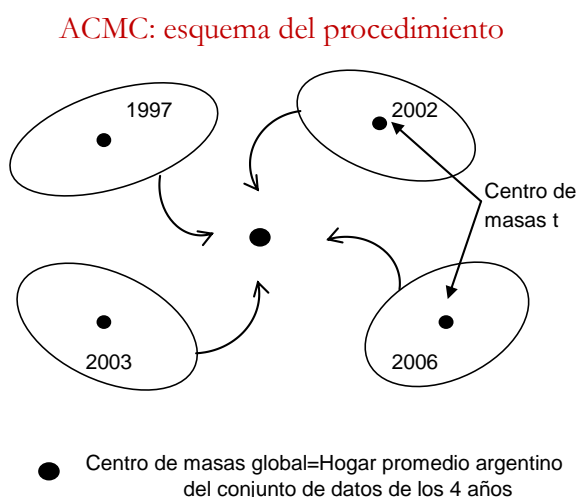 ACMC: esquema del procedimiento
1997
2002
Centro de
masas t
2003
2006
Centro de masas global=Hogar promedio argentino
del conjunto de datos de los 4 años